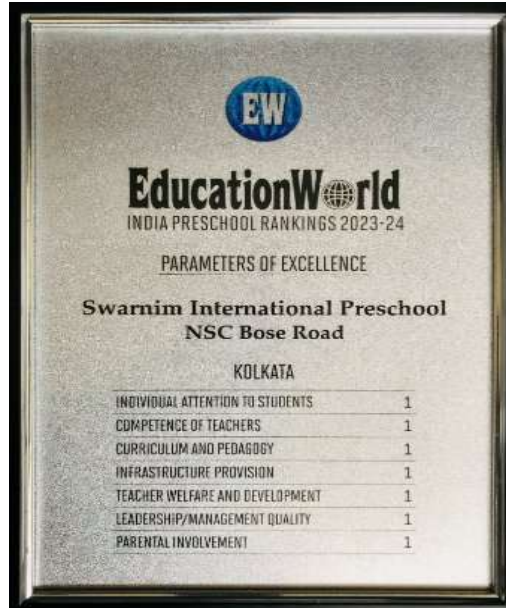 EW
EducationWorld
INDIA PRESCHOOL RANKINGS 2023-24
PARAMETERS OF EXCELLENCE
Swarnim International Preschool
NSC Bose Road
KOLKATA
INDIVIDUAL ATTENTION TO STUDENTS 1
COMPETENCE OF TEACHERS 1
CURRICULUM AND PEDAGOGY 1
INFRASTRUCTURE PROVISION 1
TEACHER WELFARE AND DEVELOPMENT 1
LEADERSHIP/MANAGEMENT QUALITY 1
PARENTAL INVOLVEMENT 1